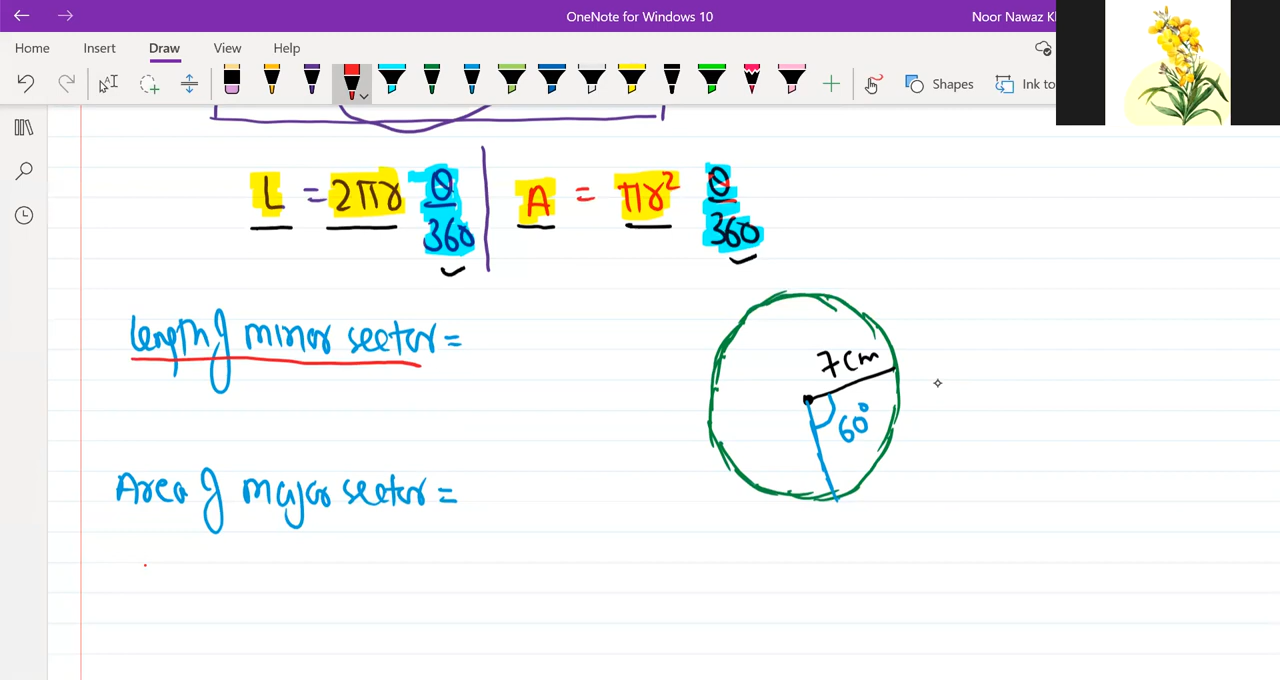 OneNote for Windows 10
Noor Nawaz Kh
Home Insert Draw View Help
Shapes Ink to
L = 2πr θ/360 A = πr² θ/360
length of minor sector =
7cm
60°
Area of major sector =